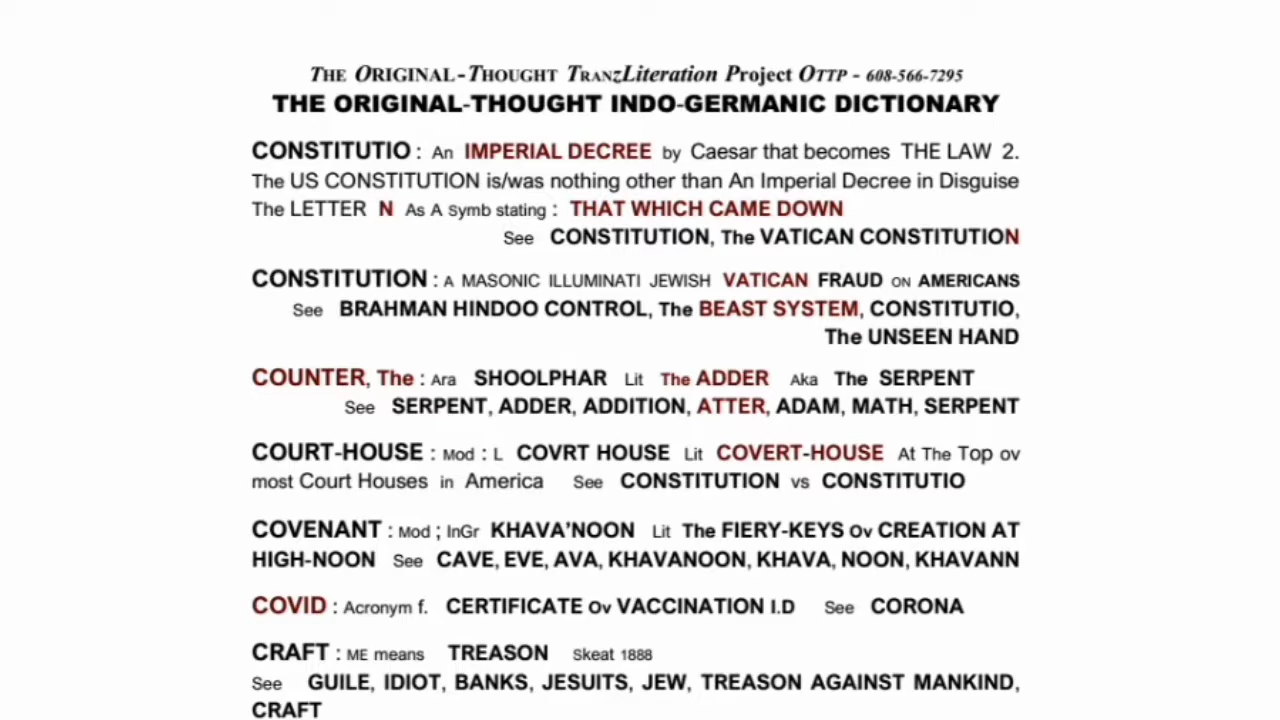 THE ORIGINAL-THOUGHT TRANzLiteration Project OTTP - 608-566-7295
THE ORIGINAL-THOUGHT INDO-GERMANIC DICTIONARY
CONSTITUTIO : An IMPERIAL DECREE by Caesar that becomes THE LAW 2.
The US CONSTITUTION is/was nothing other than An Imperial Decree in Disguise
The LETTER N As A Symb stating : THAT WHICH CAME DOWN
See CONSTITUTION, The VATICAN CONSTITUTION
CONSTITUTION : A MASONIC ILLUMINATI JEWISH VATICAN FRAUD ON AMERICANS
See BRAHMAN HINDOO CONTROL, The BEAST SYSTEM, CONSTITUTIO,
The UNSEEN HAND
COUNTER, The : Ara SHOOLPHAR Lit The ADDER Aka The SERPENT
See SERPENT, ADDER, ADDITION, ATTER, ADAM, MATH, SERPENT
COURT-HOUSE : Mod : L COVRT HOUSE Lit COVERT-HOUSE At The Top ov
most Court Houses in America See CONSTITUTION vs CONSTITUTIO
COVENANT : Mod ; InGr KHAVA'NOON Lit The FIERY-KEYS Ov CREATION AT
HIGH-NOON See CAVE, EVE, AVA, KHAVANOON, KHAVA, NOON, KHAVANN
COVID : Acronym f. CERTIFICATE Ov VACCINATION I.D See CORONA
CRAFT : ME means TREASON Skeat 1888
See GUILE, IDIOT, BANKS, JESUITS, JEW, TREASON AGAINST MANKIND,
CRAFT